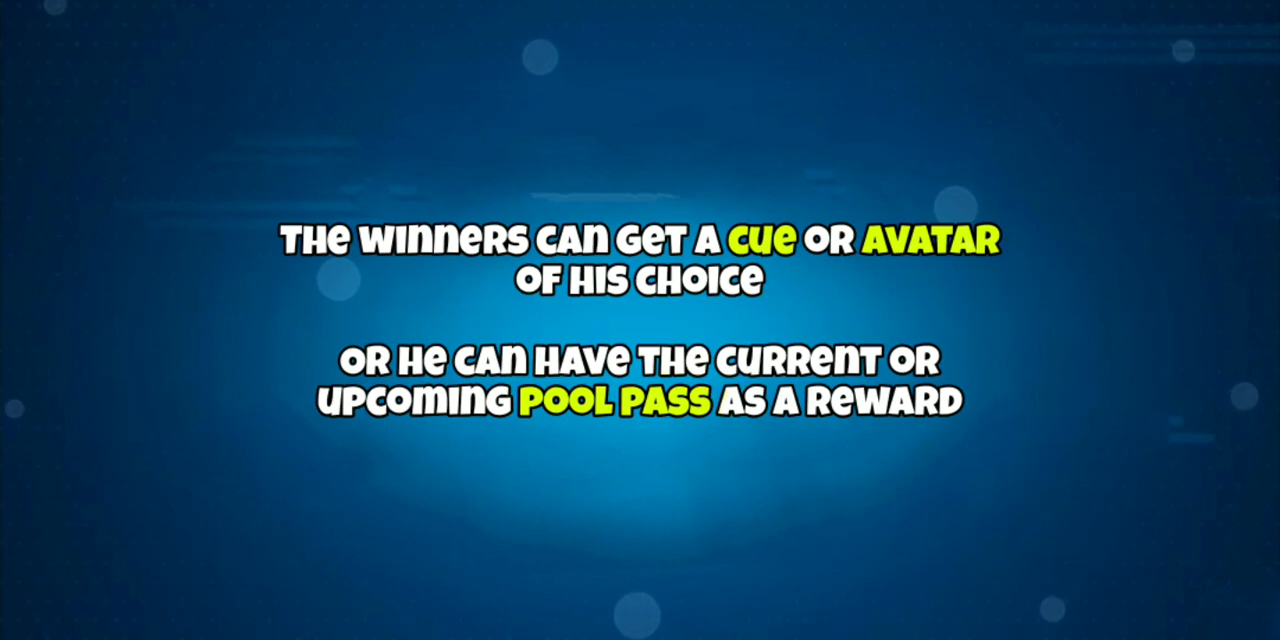 THE WINNERS CAN GET A CUE OR AVATAR
OF HIS CHOICE
OR HE CAN HAVE THE CURRENT OR
UPCOMING POOL PASS AS A REWARD